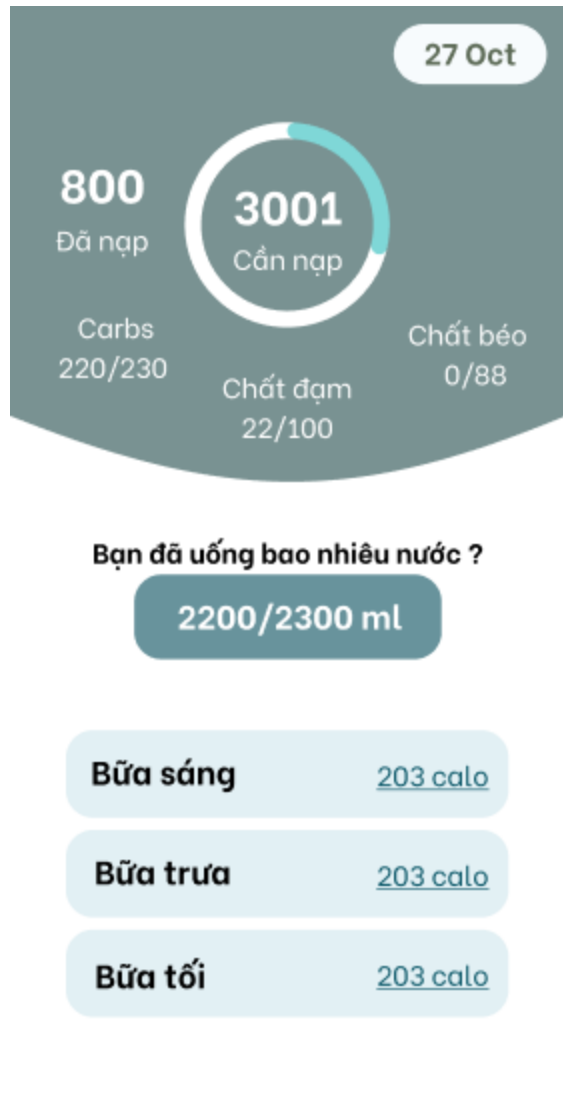 27 Oct
800
Đã nạp
3001
Cần nạp
Carbs
220/230
Chất đạm
22/100
Chất béo
0/88
Bạn đã uống bao nhiêu nước ?
2200/2300 ml
Bữa sáng 203 calo
Bữa trưa 203 calo
Bữa tối 203 calo